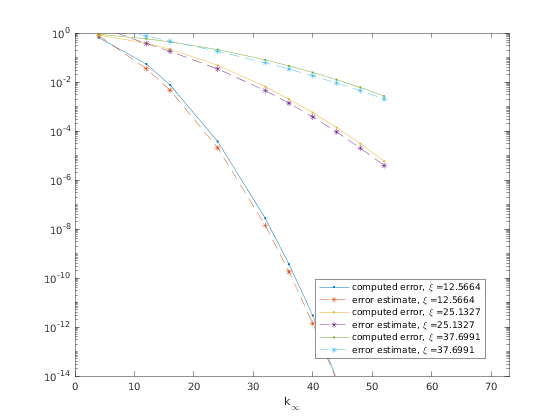 10^0
10^-2
10^-4
10^-6
10^-8
10^-10
10^-12
10^-14
0 10 20 30 40 50 60 70
k_∞
computed error, ξ =12.5664
error estimate, ξ =12.5664
computed error, ξ =25.1327
error estimate, ξ =25.1327
computed error, ξ =37.6991
error estimate, ξ =37.6991